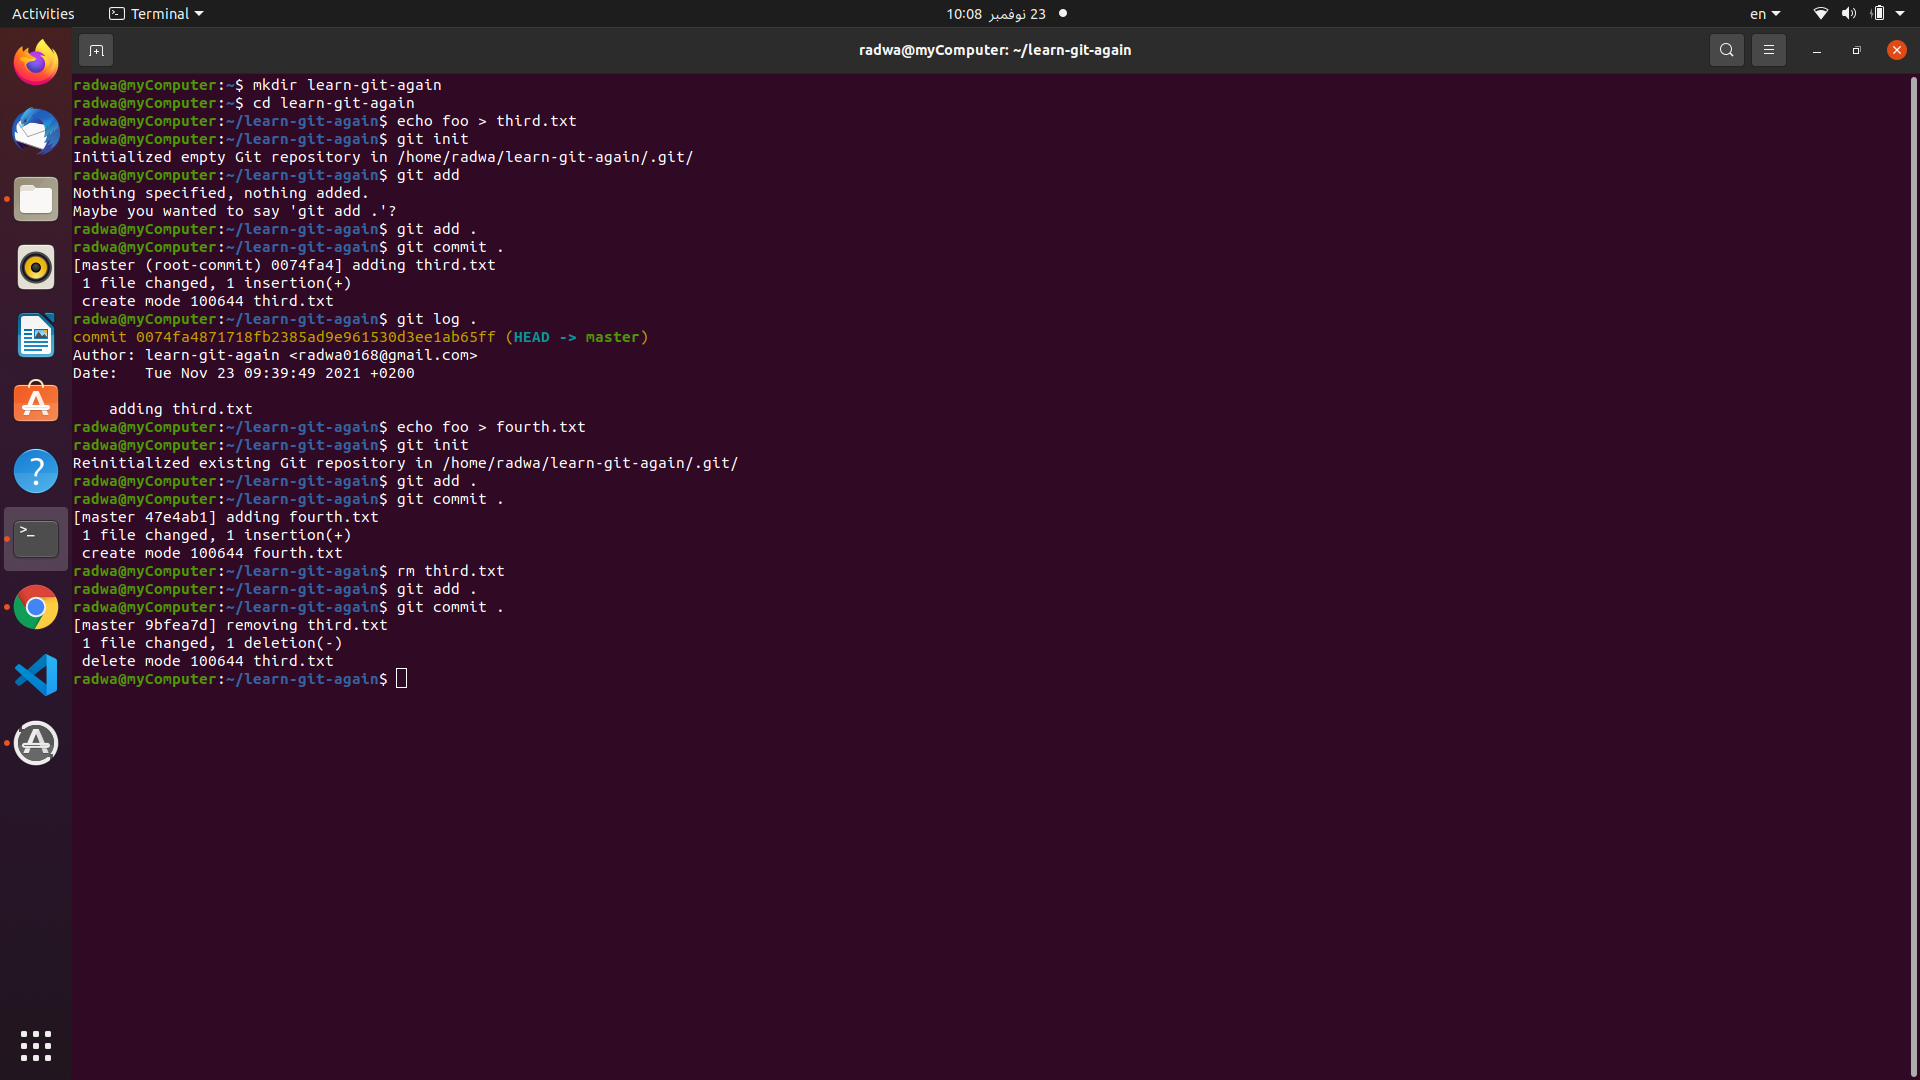 Activities
Terminal
23 نوفمبر 10:08
en
radwa@myComputer: ~/learn-git-again
radwa@myComputer:~$ mkdir learn-git-again
radwa@myComputer:~$ cd learn-git-again
radwa@myComputer:~/learn-git-again$ echo foo > third.txt
radwa@myComputer:~/learn-git-again$ git init
Initialized empty Git repository in /home/radwa/learn-git-again/.git/
radwa@myComputer:~/learn-git-again$ git add
Nothing specified, nothing added.
Maybe you wanted to say 'git add .'?
radwa@myComputer:~/learn-git-again$ git add .
radwa@myComputer:~/learn-git-again$ git commit .
[master (root-commit) 0074fa4] adding third.txt
 1 file changed, 1 insertion(+)
 create mode 100644 third.txt
radwa@myComputer:~/learn-git-again$ git log .
commit 0074fa4871718fb2385ad9e961530d3ee1ab65ff (HEAD -> master)
Author: learn-git-again <radwa0168@gmail.com>
Date:   Tue Nov 23 09:39:49 2021 +0200
    adding third.txt
radwa@myComputer:~/learn-git-again$ echo foo > fourth.txt
radwa@myComputer:~/learn-git-again$ git init
Reinitialized existing Git repository in /home/radwa/learn-git-again/.git/
radwa@myComputer:~/learn-git-again$ git add .
radwa@myComputer:~/learn-git-again$ git commit .
[master 47e4ab1] adding fourth.txt
 1 file changed, 1 insertion(+)
 create mode 100644 fourth.txt
radwa@myComputer:~/learn-git-again$ rm third.txt
radwa@myComputer:~/learn-git-again$ git add .
radwa@myComputer:~/learn-git-again$ git commit .
[master 9bfea7d] removing third.txt
 1 file changed, 1 deletion(-)
 delete mode 100644 third.txt
radwa@myComputer:~/learn-git-again$